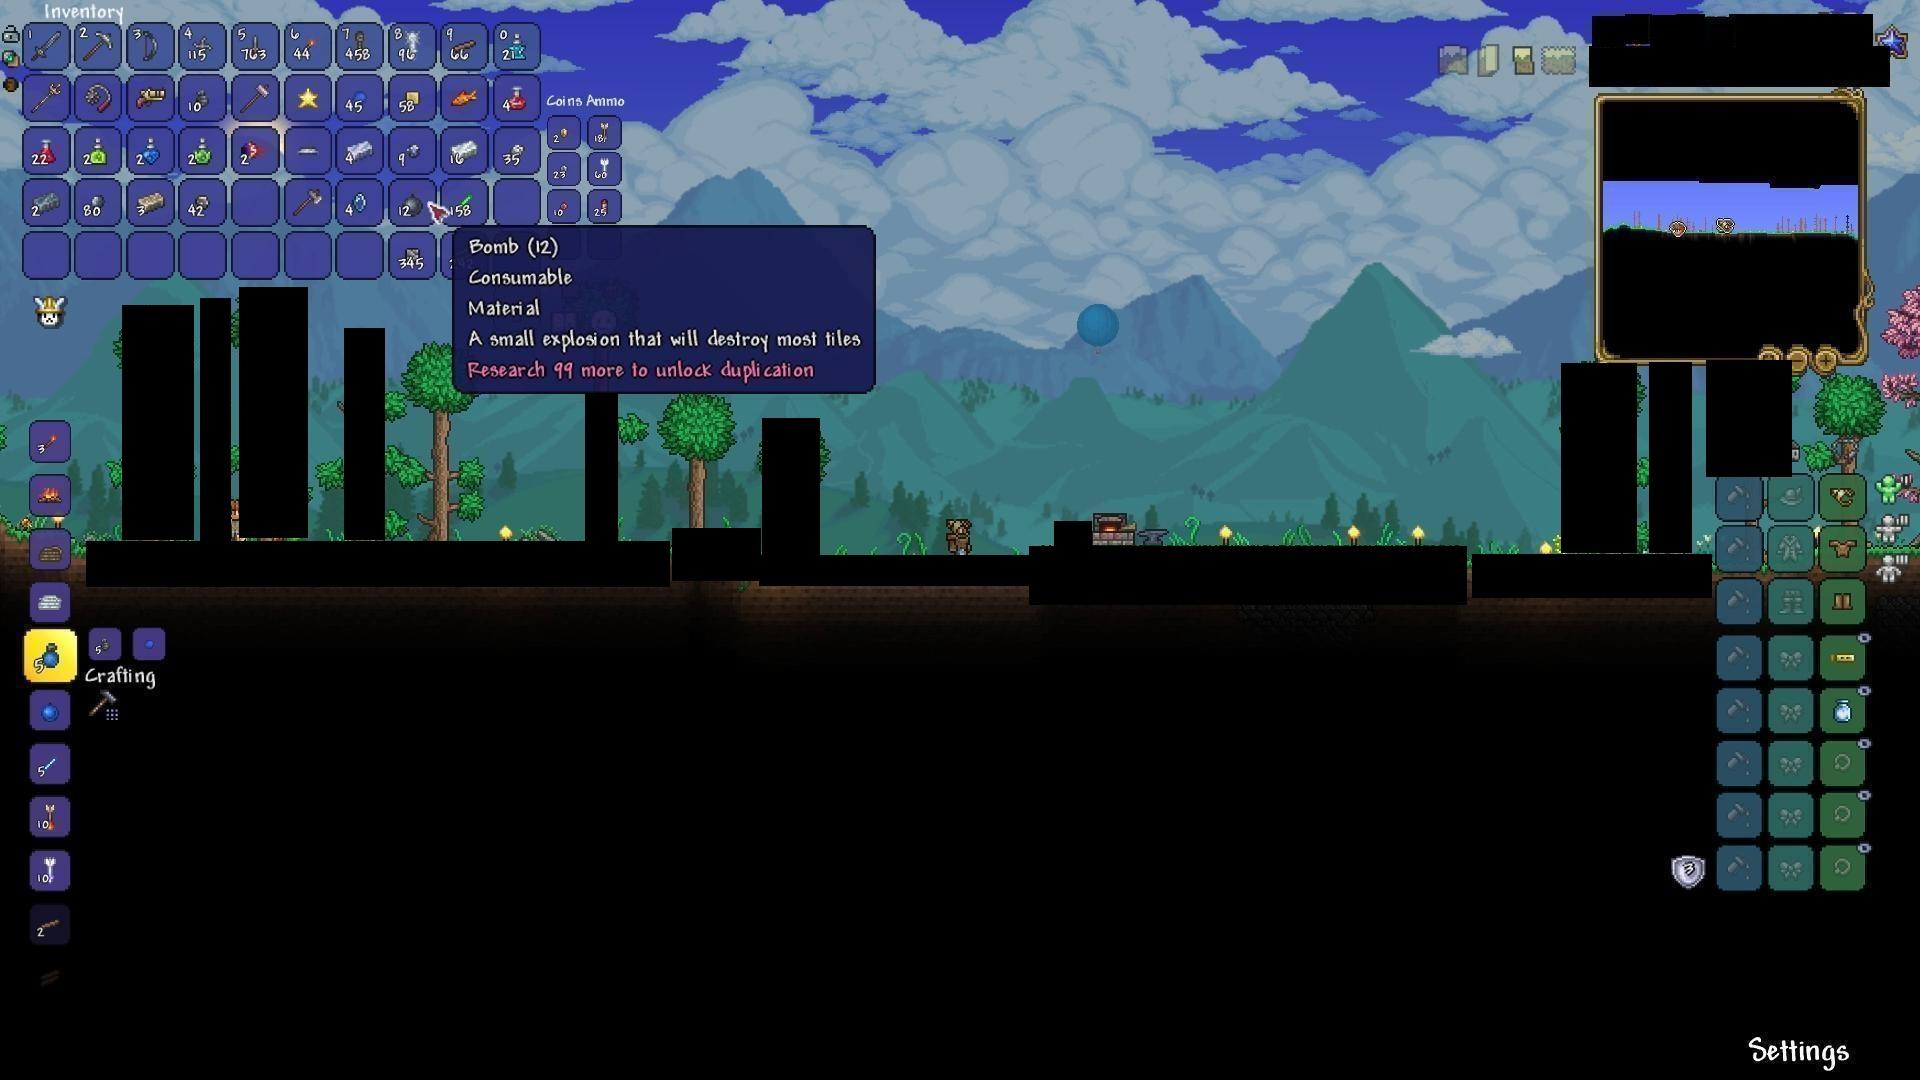 Inventory
1 2 3 4 5 6 7 8 9 0
115 763 44 458 96 66 21
10 45 58 4
Coins Ammo
22 2 2 2 2 4 9 16 35
2 181
23 60
2 80 3 42 4 12 158
10 25
345
Bomb (12)
Consumable
Material
A small explosion that will destroy most tiles
Research 99 more to unlock duplication
3
5 5
Crafting
5
10
10
3
2
Settings